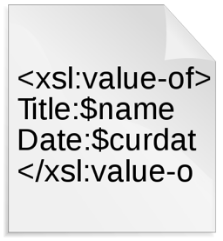 <xsl:value-of>
Title:$name
Date:$curdat
</xsl:value-o